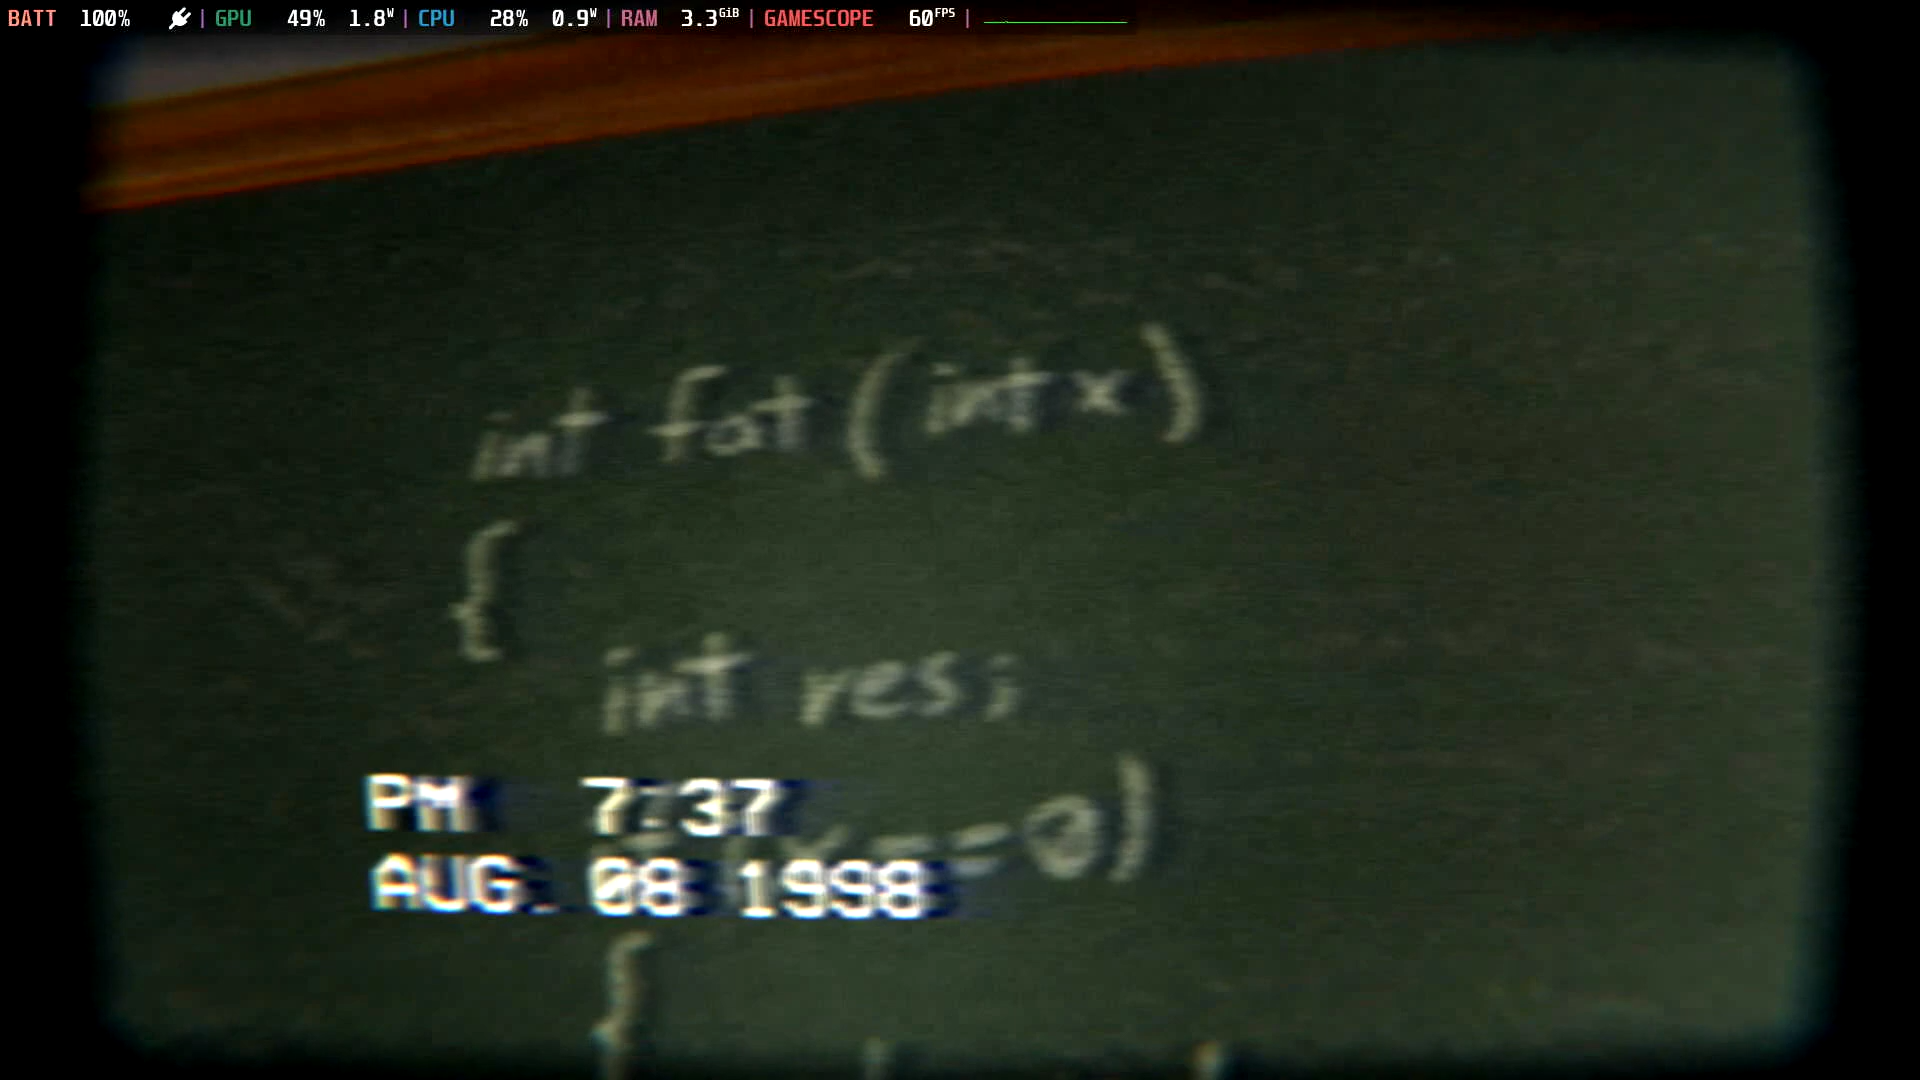 BATT 100% | GPU 49% 1.8W | CPU 28% 0.9W | RAM 3.3GiB | GAMESCOPE 60FPS |
int fat (int x)
{
int res;
PM 7:37
== 0)
AUG. 08 1998
{